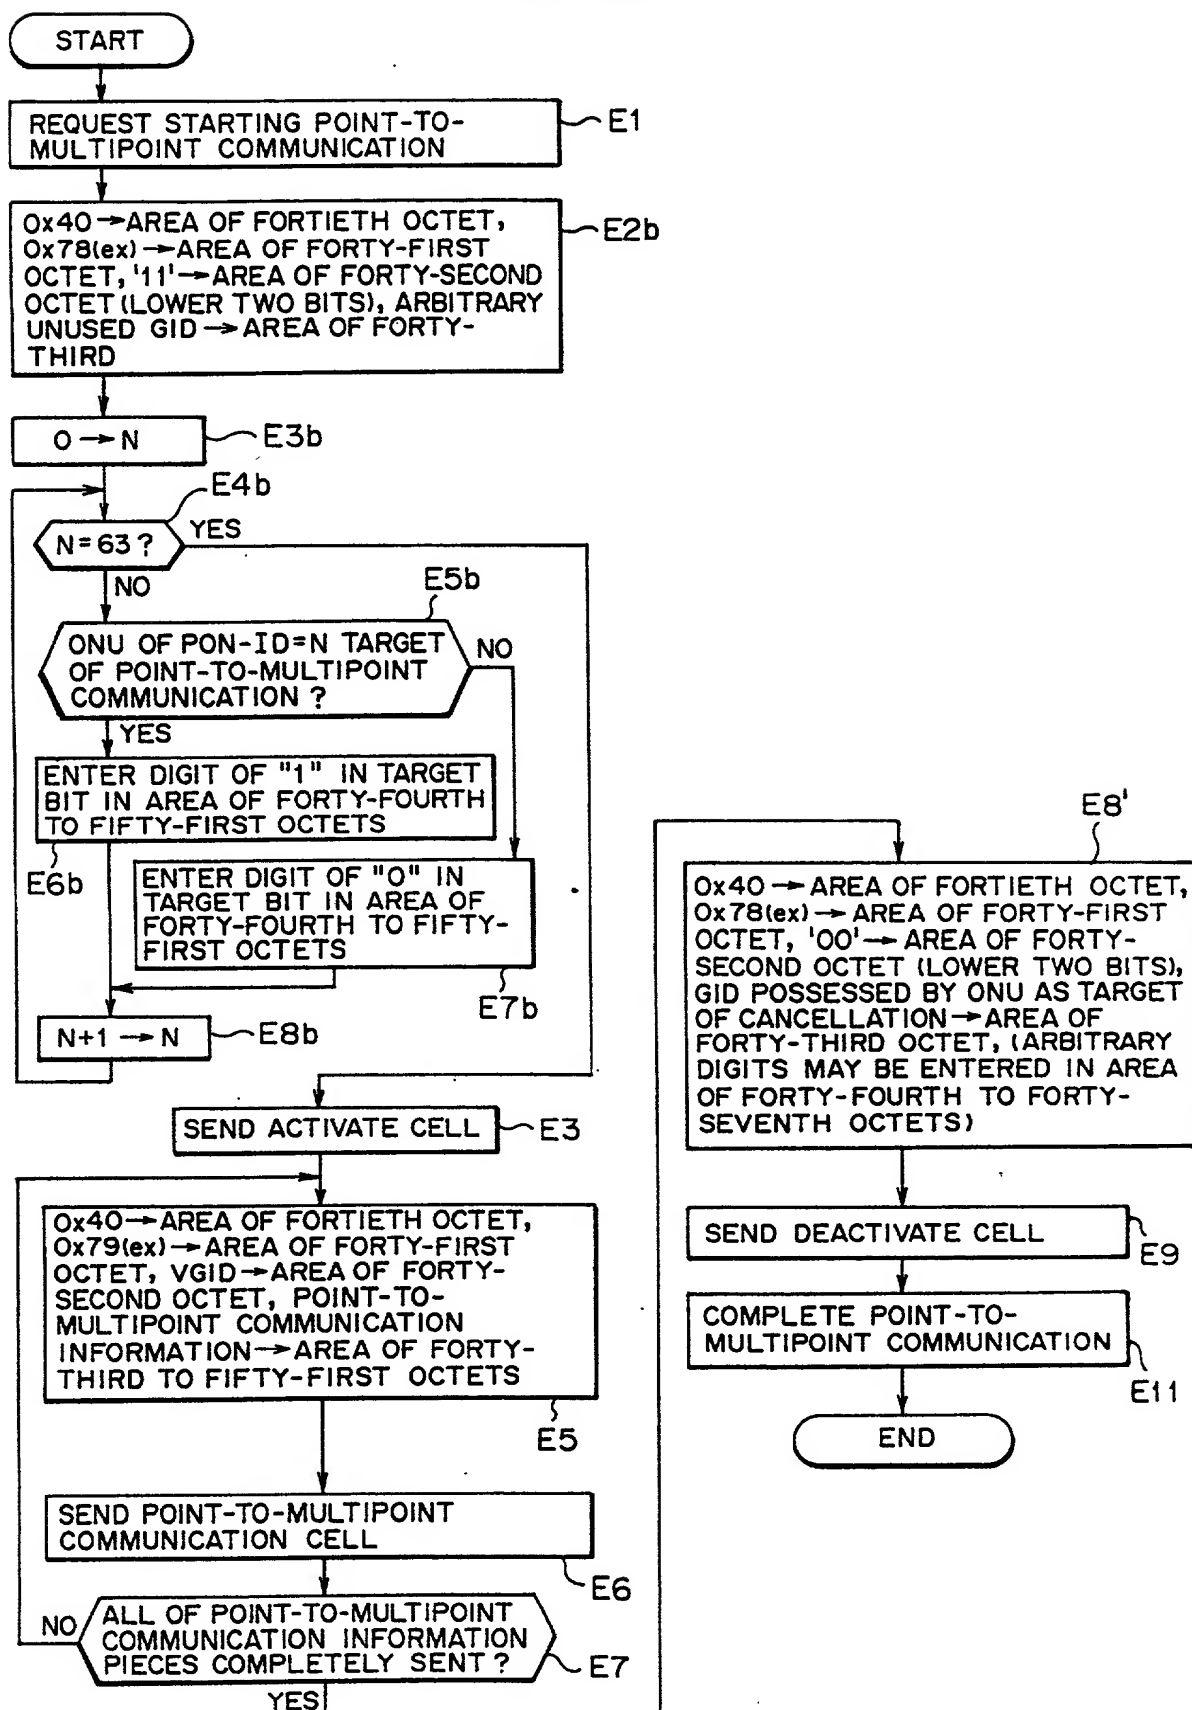 START
REQUEST STARTING POINT-TO-
MULTIPOINT COMMUNICATION
E1
0x40→AREA OF FORTIETH OCTET,
0x78(ex)→AREA OF FORTY-FIRST
OCTET, '11'→AREA OF FORTY-SECOND
OCTET (LOWER TWO BITS), ARBITRARY
UNUSED GID→AREA OF FORTY-
THIRD
E2b
0→N
E3b
E4b
N=63?
YES
NO
E5b
ONU OF PON-ID=N TARGET
OF POINT-TO-MULTIPOINT
COMMUNICATION?
NO
YES
ENTER DIGIT OF "1" IN TARGET
BIT IN AREA OF FORTY-FOURTH
TO FIFTY-FIRST OCTETS
E6b
ENTER DIGIT OF "0" IN
TARGET BIT IN AREA OF
FORTY-FOURTH TO FIFTY-
FIRST OCTETS
E7b
N+1→N
E8b
SEND ACTIVATE CELL
E3
0x40→AREA OF FORTIETH OCTET,
0x79(ex)→AREA OF FORTY-FIRST
OCTET, VGID→AREA OF FORTY-
SECOND OCTET, POINT-TO-
MULTIPOINT COMMUNICATION
INFORMATION→AREA OF FORTY-
THIRD TO FIFTY-FIRST OCTETS
E5
SEND POINT-TO-MULTIPOINT
COMMUNICATION CELL
E6
NO
ALL OF POINT-TO-MULTIPOINT
COMMUNICATION INFORMATION
PIECES COMPLETELY SENT?
E7
YES
E8'
0x40→AREA OF FORTIETH OCTET,
0x78(ex)→AREA OF FORTY-FIRST
OCTET, '00'→AREA OF FORTY-
SECOND OCTET (LOWER TWO BITS),
GID POSSESSED BY ONU AS TARGET
OF CANCELLATION→AREA OF
FORTY-THIRD OCTET, (ARBITRARY
DIGITS MAY BE ENTERED IN AREA
OF FORTY-FOURTH TO FORTY-
SEVENTH OCTETS)
SEND DEACTIVATE CELL
E9
COMPLETE POINT-TO-
MULTIPOINT COMMUNICATION
E11
END